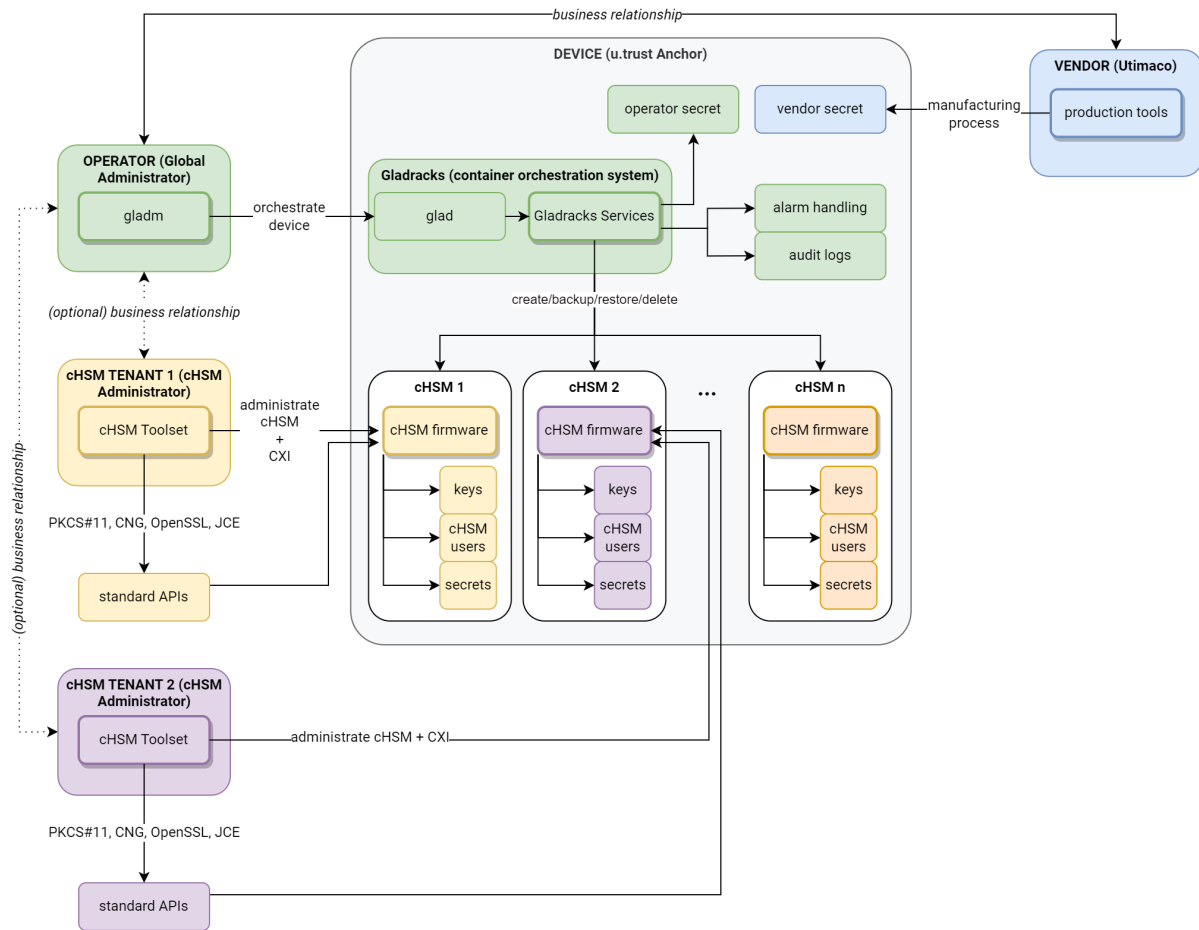 business relationship
DEVICE (u.trust Anchor)
VENDOR (Utimaco)
production tools
manufacturing
process
operator secret
vendor secret
OPERATOR (Global
Administrator)
gladm
orchestrate
device
Gladracks (container orchestration system)
glad
Gladracks Services
alarm handling
audit logs
(optional) business relationship
create/backup/restore/delete
(optional) business relationship
cHSM TENANT 1 (cHSM
Administrator)
cHSM Toolset
administrate
cHSM
+
CXI
PKCS#11, CNG, OpenSSL, JCE
standard APIs
cHSM 1
cHSM firmware
keys
cHSM
users
secrets
cHSM 2
cHSM firmware
keys
cHSM
users
secrets
...
cHSM n
cHSM firmware
keys
cHSM
users
secrets
cHSM TENANT 2 (cHSM
Administrator)
cHSM Toolset
administrate cHSM + CXI
PKCS#11, CNG, OpenSSL, JCE
standard APIs